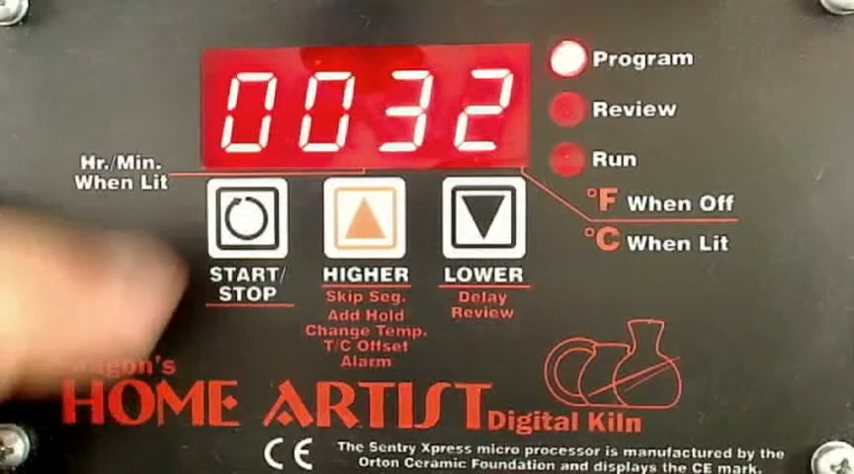 0032
Program
Review
Run
Hr./Min.
When Lit
°F When Off
°C When Lit
START/
STOP
HIGHER
Skip Seg.
Add Hold
Change Temp.
T/C Offset
Alarm
LOWER
Delay
Review
HOME ARTIST Digital Kiln
CE The Sentry Xpress micro processor is manufactured by the
Orton Ceramic Foundation and displays the CE mark.